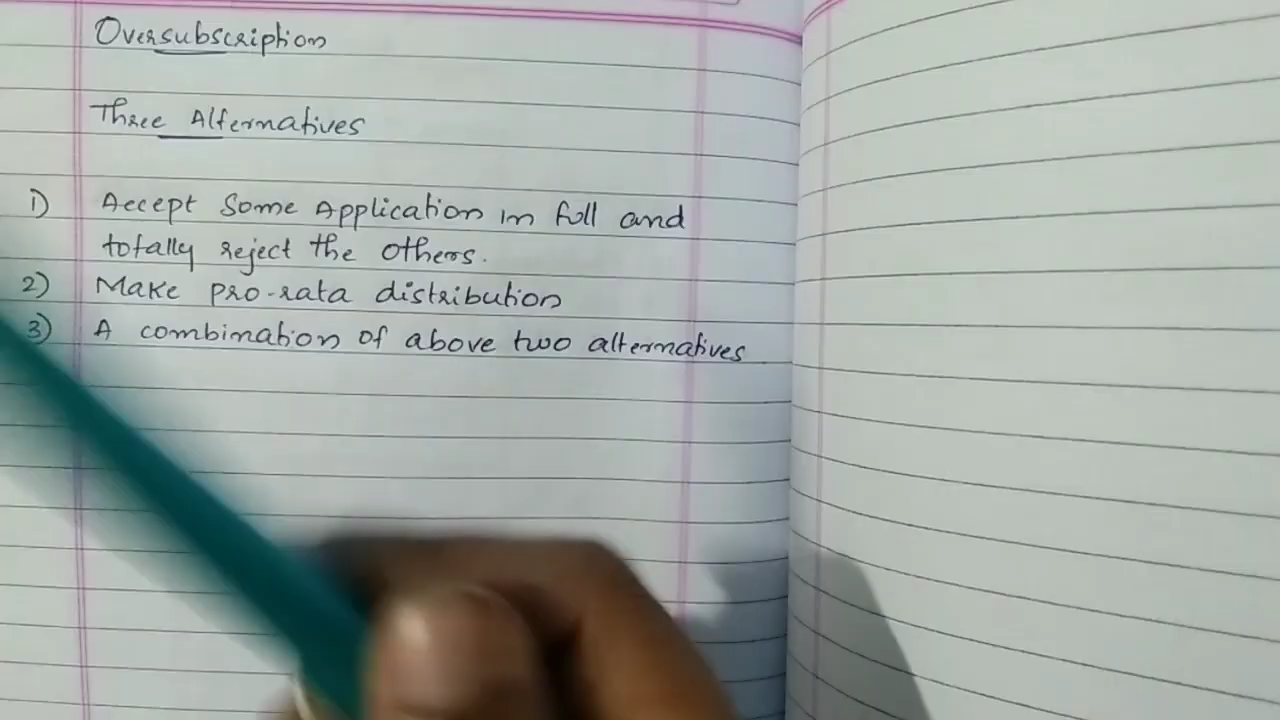 Oversubscription
Three Alternatives
1) Accept Some Application in full and
totally reject the others.
2) Make pro-rata distribution
3) A combination of above two alternatives